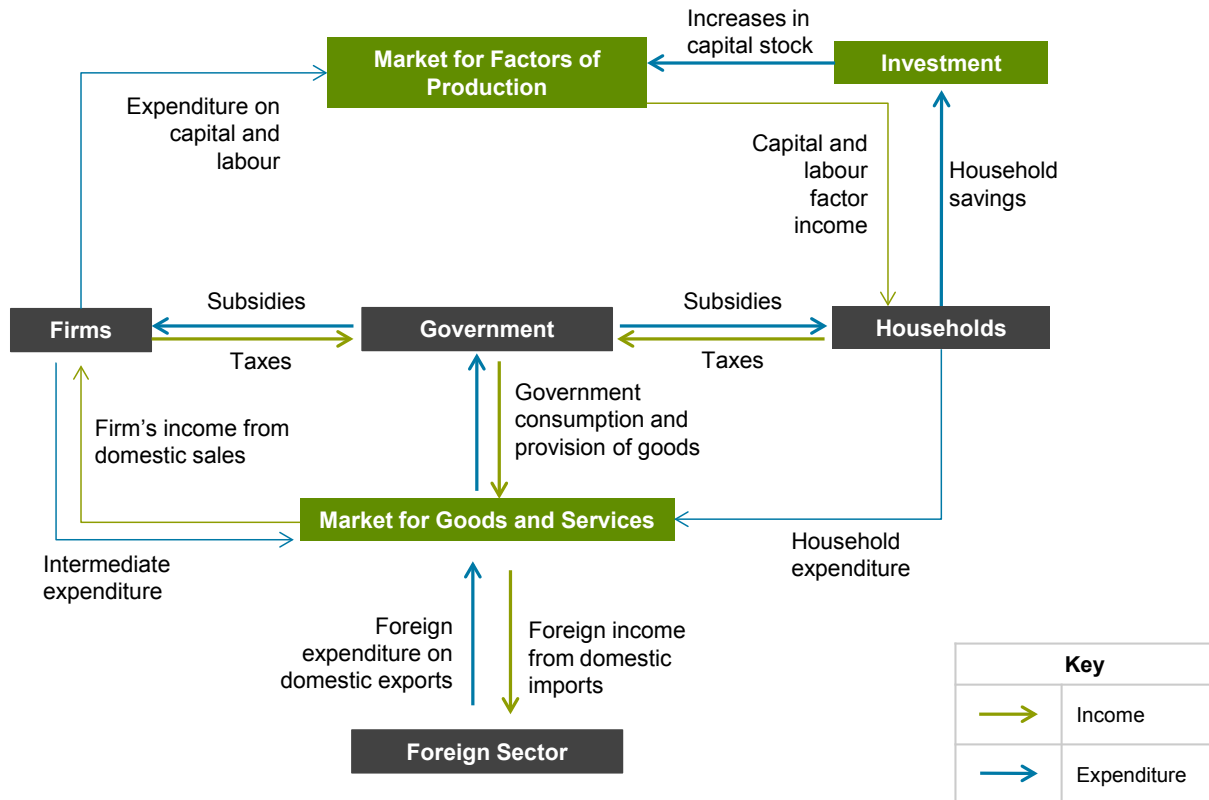 Increases in
capital stock
Market for Factors of
Production
Investment
Expenditure on
capital and
labour
Capital and
labour
factor
income
Household
savings
Subsidies
Subsidies
Firms
Government
Households
Taxes
Taxes
Government
consumption and
provision of goods
Firm’s income from
domestic sales
Market for Goods and Services
Intermediate
expenditure
Household
expenditure
Foreign
expenditure on
domestic exports
Foreign income
from domestic
imports
Foreign Sector
Key
Income
Expenditure